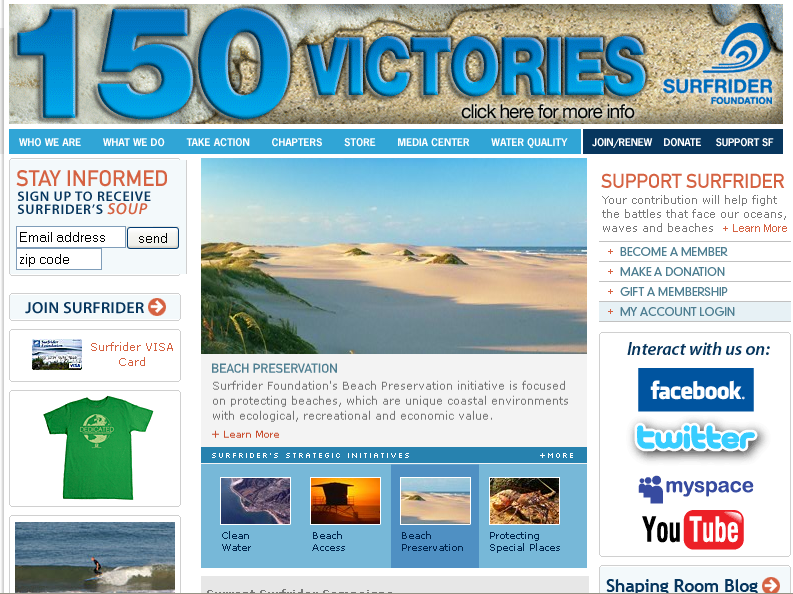 150 VICTORIES
click here for more info
SURFRIDER
FOUNDATION
WHO WE ARE WHAT WE DO TAKE ACTION CHAPTERS STORE MEDIA CENTER WATER QUALITY JOIN/RENEW DONATE SUPPORT SF
STAY INFORMED
SIGN UP TO RECEIVE
SURFRIDER'S SOUP
Email address send
zip code
JOIN SURFRIDER
Surfrider
Foundation
VISA
Surfrider VISA
Card
DEDICATED
BEACH PRESERVATION
Surfrider Foundation's Beach Preservation initiative is focused
on protecting beaches, which are unique coastal environments
with ecological, recreational and economic value.
+ Learn More
SURFRIDER'S STRATEGIC INITIATIVES +MORE
Clean
Water
Beach
Access
Beach
Preservation
Protecting
Special Places
SUPPORT SURFRIDER
Your contribution will help fight
the battles that face our oceans,
waves and beaches + Learn More
+ BECOME A MEMBER
+ MAKE A DONATION
+ GIFT A MEMBERSHIP
+ MY ACCOUNT LOGIN
Interact with us on:
facebook.
twitter
myspace
YouTube
Shaping Room Blog